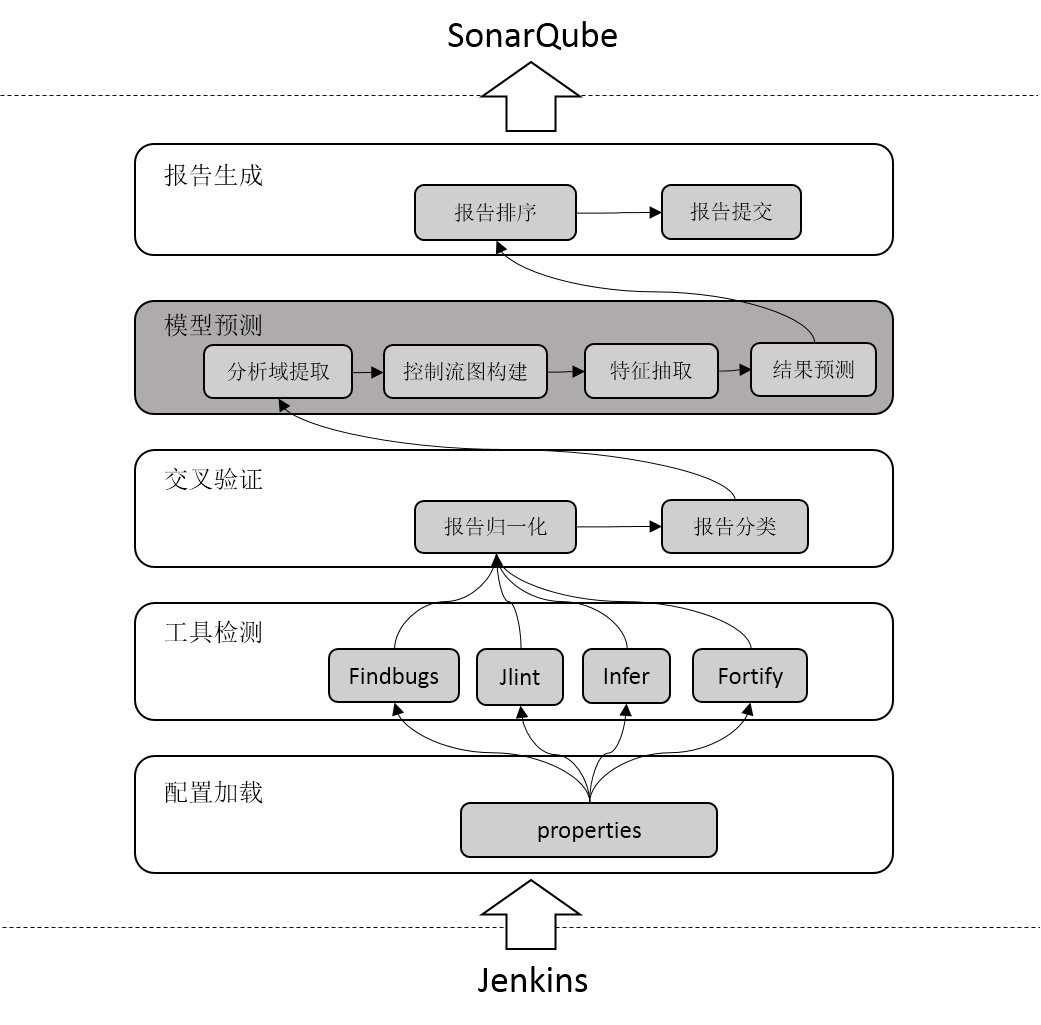 SonarQube
报告生成
报告排序
报告提交
模型预测
分析域提取
控制流图构建
特征抽取
结果预测
交叉验证
报告归一化
报告分类
工具检测
Findbugs
Jlint
Infer
Fortify
配置加载
properties
Jenkins